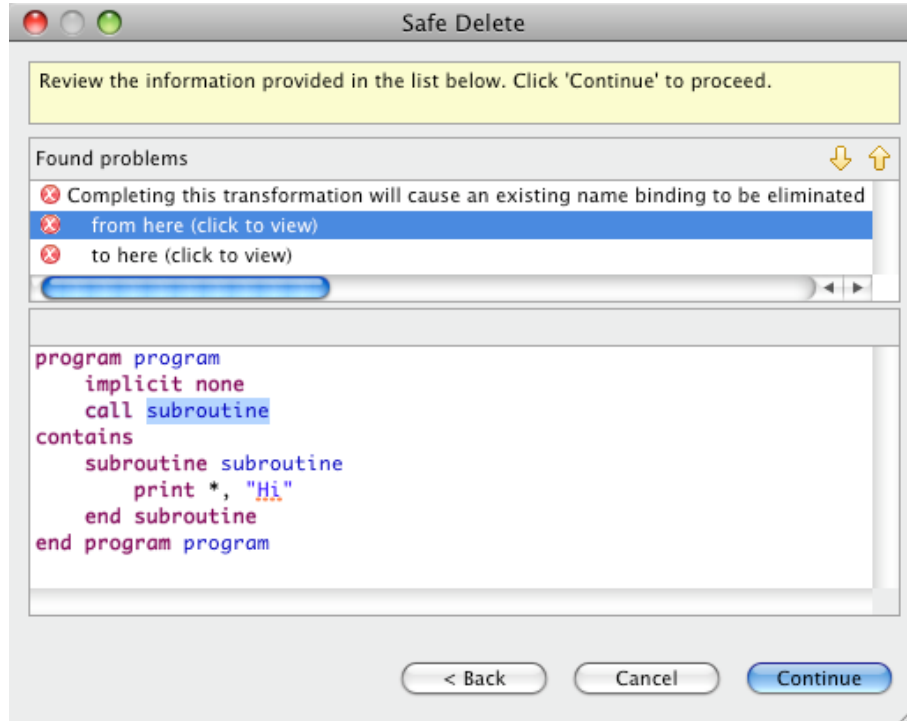 Safe Delete
Review the information provided in the list below. Click 'Continue' to proceed.
Found problems
Completing this transformation will cause an existing name binding to be eliminated
from here (click to view)
to here (click to view)
program program
    implicit none
    call subroutine
contains
    subroutine subroutine
        print *, "Hi"
    end subroutine
end program program
< Back
Cancel
Continue